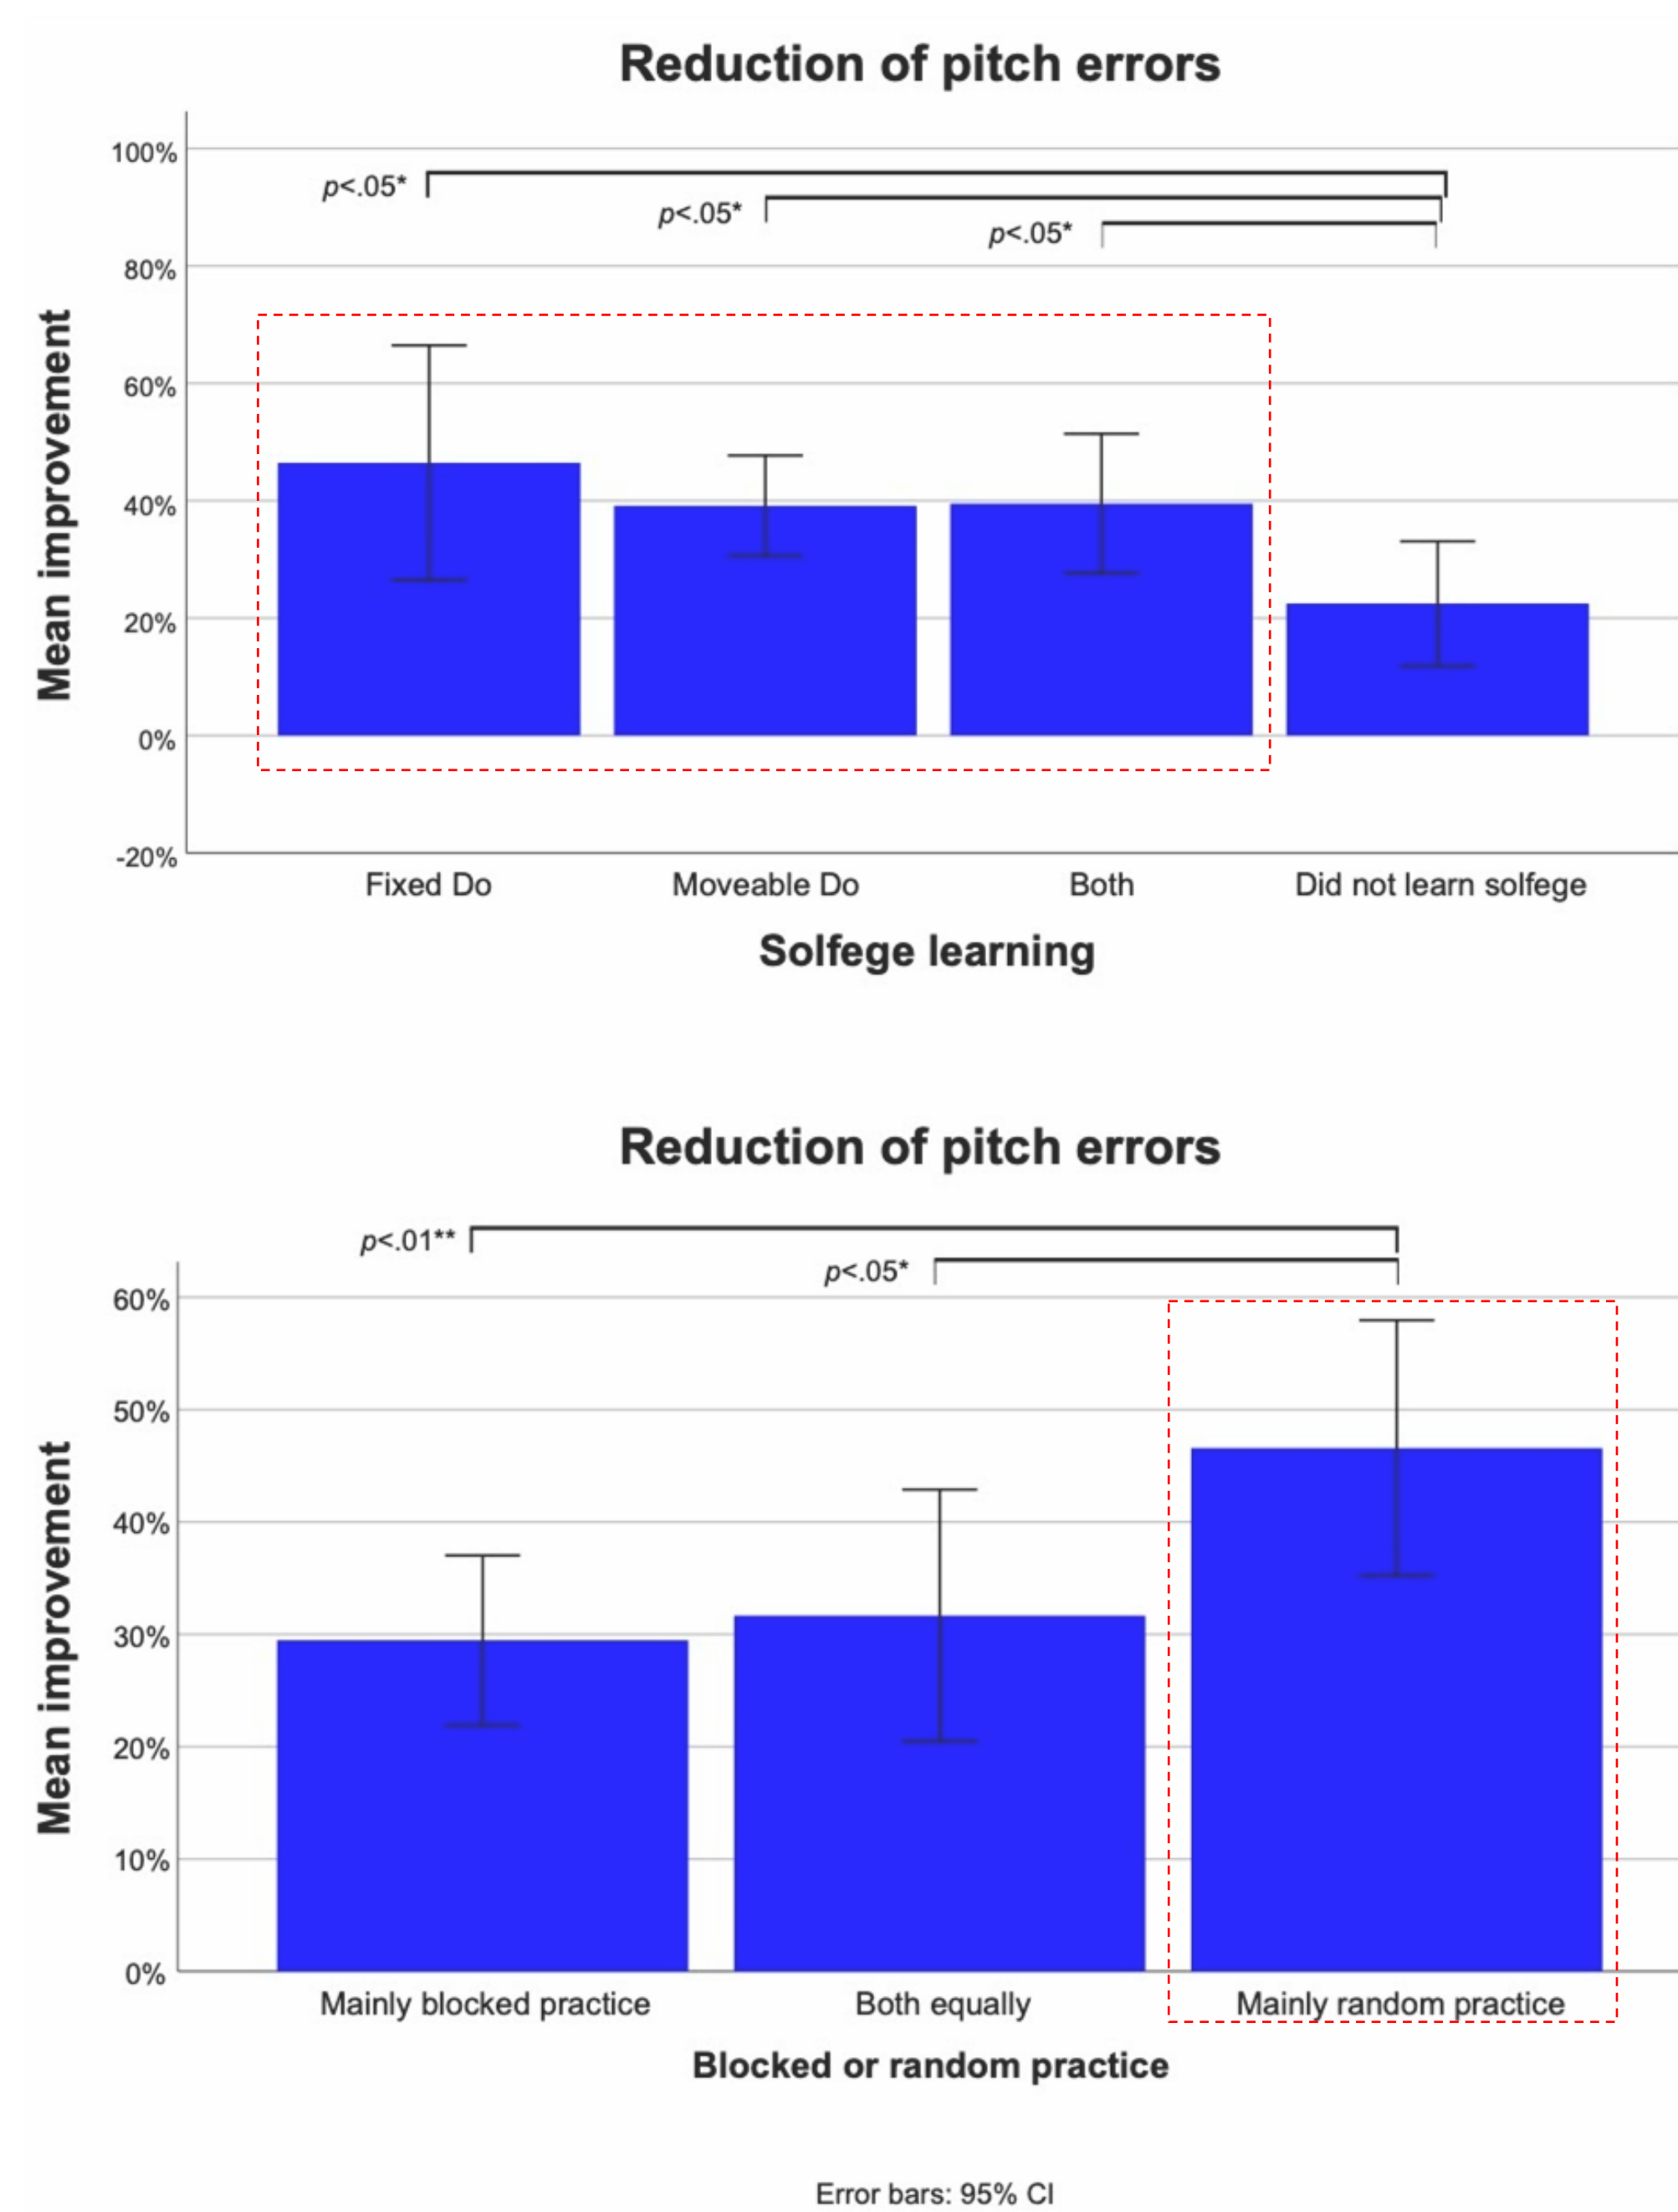 Reduction of pitch errors
100%
p<.05*
p<.05*
p<.05*
80%
60%
40%
20%
0%
-20%
Mean improvement
Fixed Do Moveable Do Both Did not learn solfege
Solfege learning
Reduction of pitch errors
p<.01**
p<.05*
60%
50%
40%
30%
20%
10%
0%
Mean improvement
Mainly blocked practice Both equally Mainly random practice
Blocked or random practice
Error bars: 95% CI